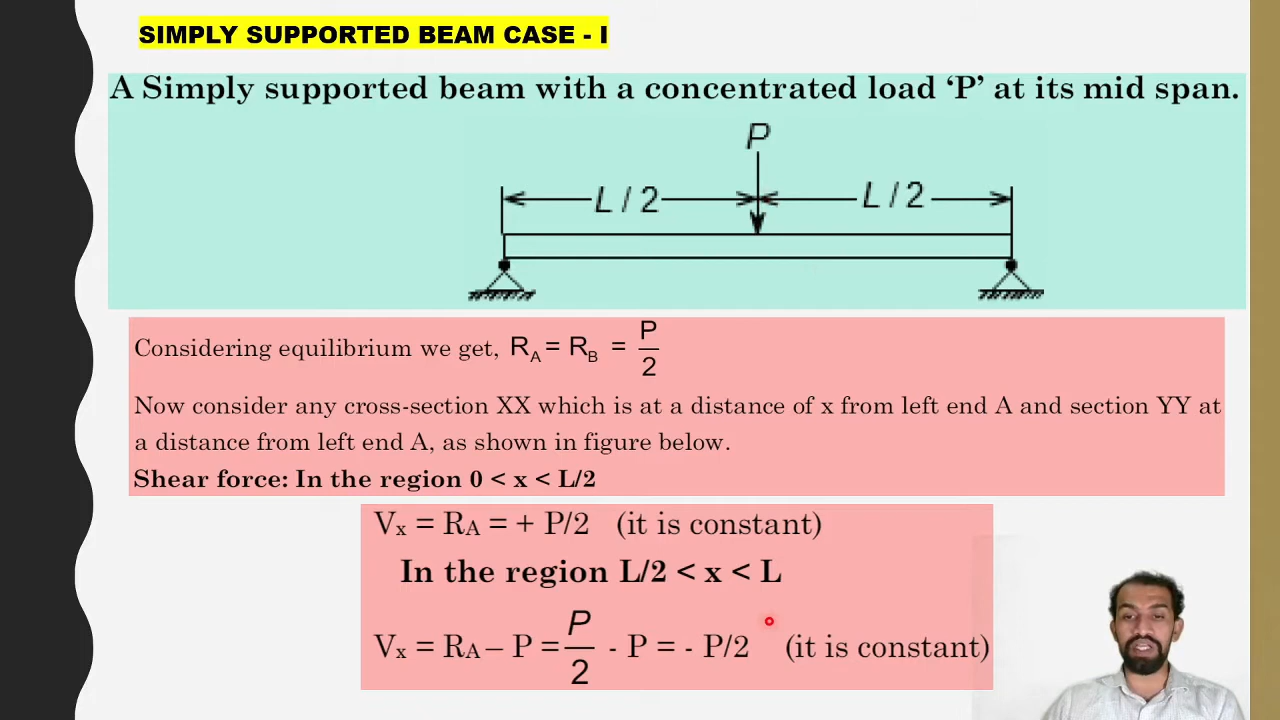 SIMPLY SUPPORTED BEAM CASE - I
A Simply supported beam with a concentrated load ‘P’ at its mid span.
P
L / 2 L / 2
Considering equilibrium we get, R_A = R_B = P/2
Now consider any cross-section XX which is at a distance of x from left end A and section YY at
a distance from left end A, as shown in figure below.
Shear force: In the region 0 < x < L/2
Vx = RA = + P/2 (it is constant)
In the region L/2 < x < L
Vx = RA – P = P/2 - P = - P/2 (it is constant)